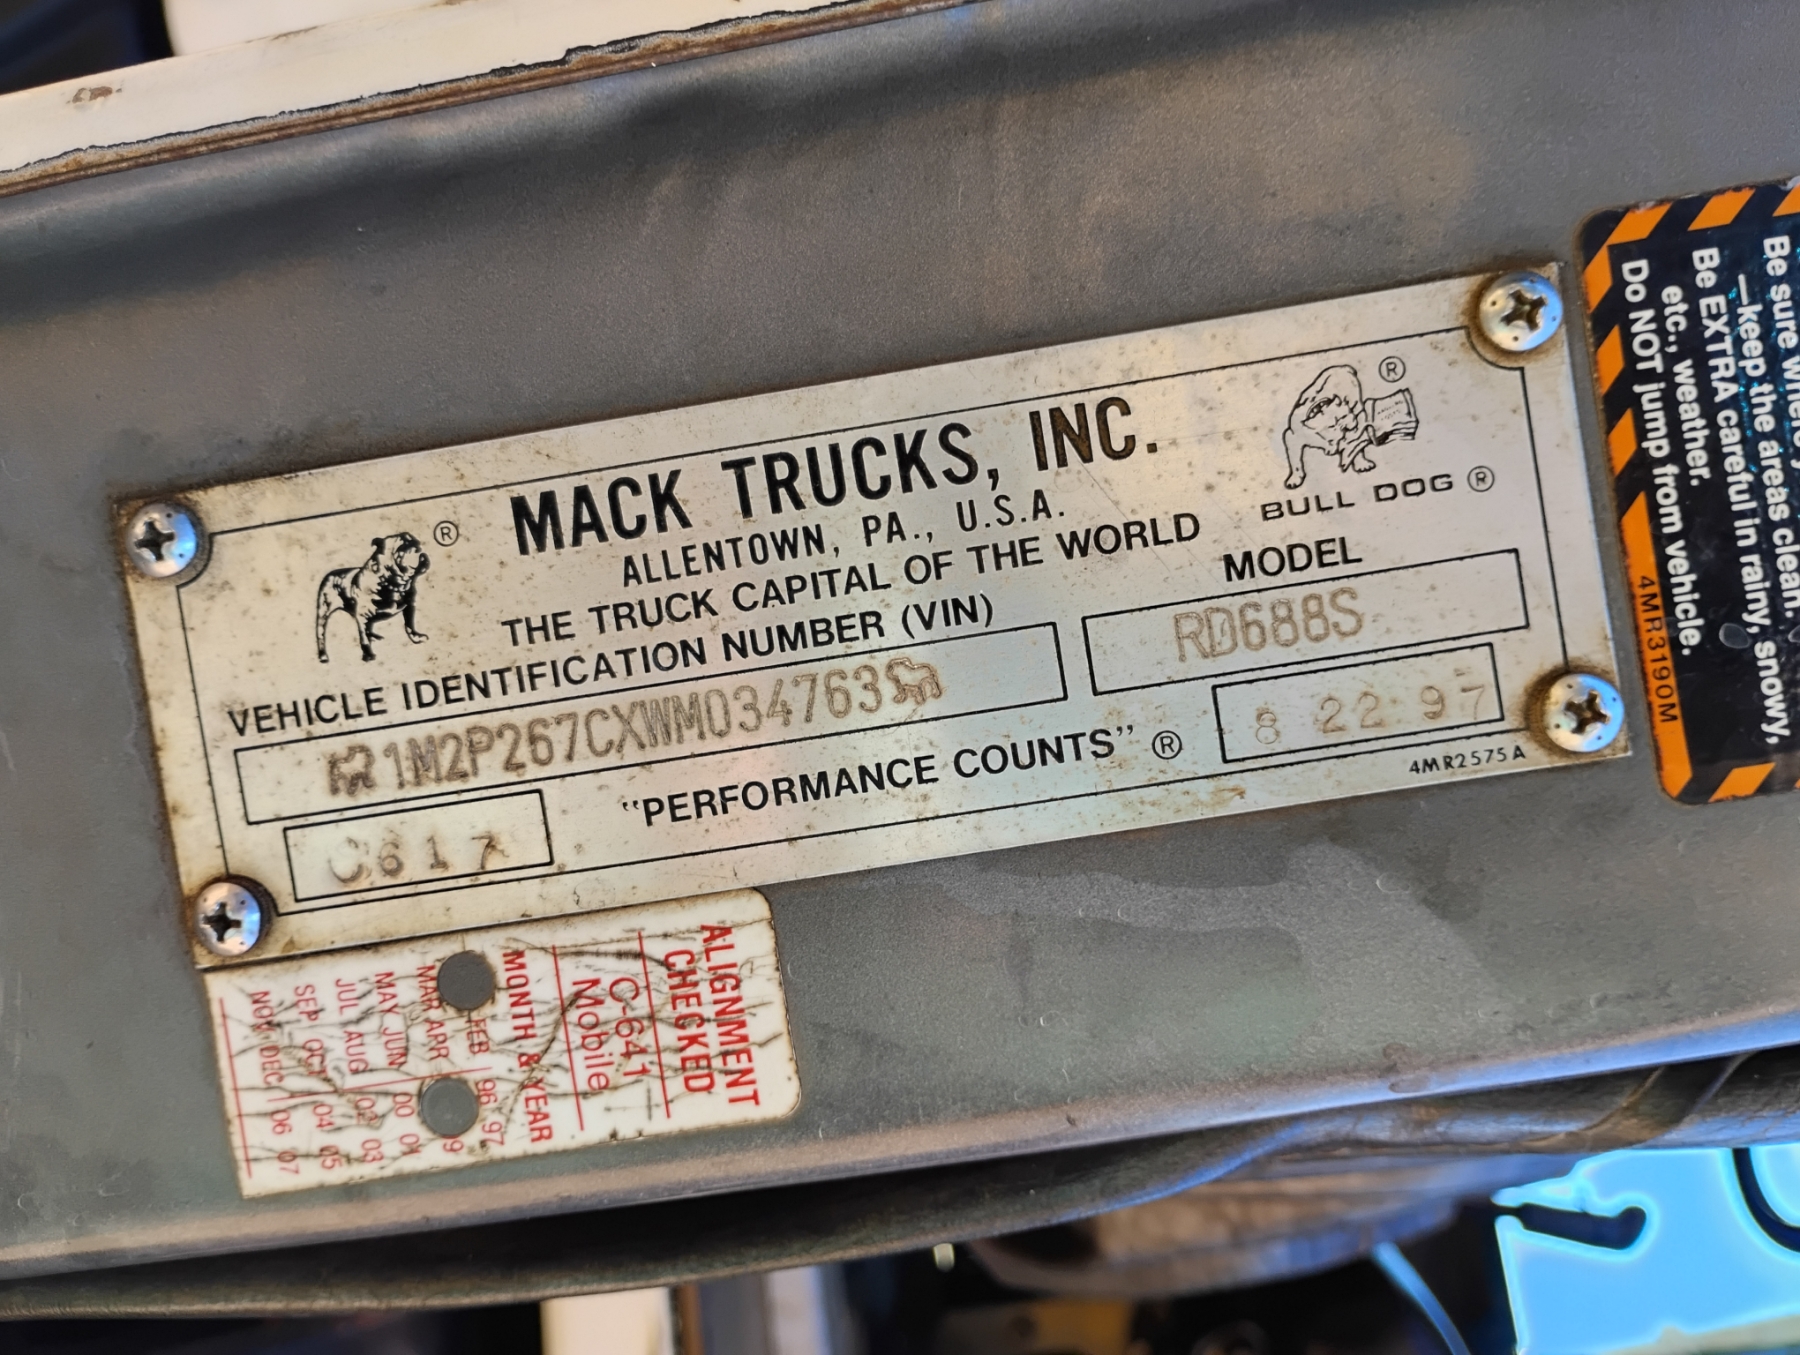 MACK TRUCKS, INC.
ALLENTOWN, PA., U.S.A.
THE TRUCK CAPITAL OF THE WORLD
®
BULL DOG ®
®
VEHICLE IDENTIFICATION NUMBER (VIN)
1M2P267CXWM034763
MODEL
RD688S
C617
"PERFORMANCE COUNTS" ®
8 22 97
4MR2575A
ALIGNMENT
CHECKED
C-641
Mobile
MONTH & YEAR
FEB 96 97
MAR APR 99
MAY JUN 00 01
JUL AUG 02 03
SEP OCT 04 05
NOV DEC 06 07
Be sure where
—keep the areas clean.
Be EXTRA careful in rainy, snowy,
etc., weather.
Do NOT jump from vehicle.
4MR3190M